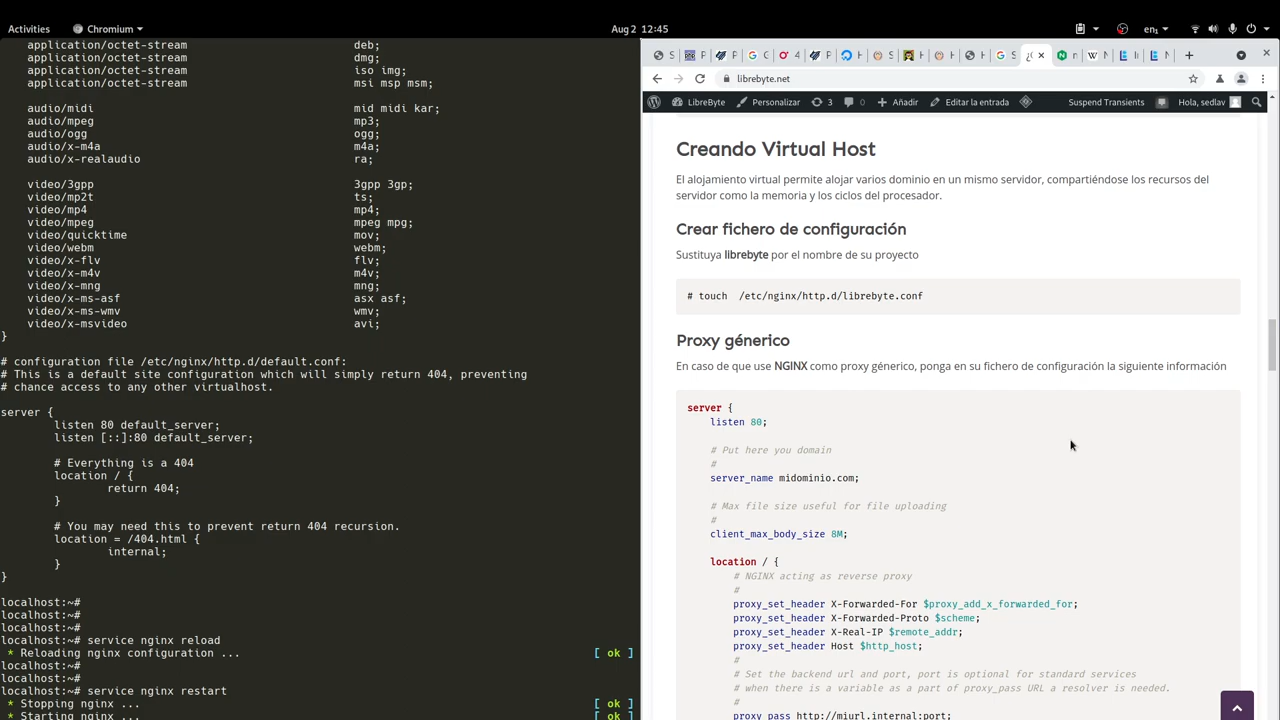 Activities
Chromium
Aug 2 12:45
en₁
application/octet-stream deb;
application/octet-stream dmg;
application/octet-stream iso img;
application/octet-stream msi msp msm;
audio/midi mid midi kar;
audio/mpeg mp3;
audio/ogg ogg;
audio/x-m4a m4a;
audio/x-realaudio ra;
video/3gpp 3gpp 3gp;
video/mp2t ts;
video/mp4 mp4;
video/mpeg mpeg mpg;
video/quicktime mov;
video/webm webm;
video/x-flv flv;
video/x-m4v m4v;
video/x-mng mng;
video/x-ms-asf asx asf;
video/x-ms-wmv wmv;
video/x-msvideo avi;
}
# configuration file /etc/nginx/http.d/default.conf:
# This is a default site configuration which will simply return 404, preventing
# chance access to any other virtualhost.
server {
listen 80 default_server;
listen [::]:80 default_server;
# Everything is a 404
location / {
return 404;
}
# You may need this to prevent return 404 recursion.
location = /404.html {
internal;
}
}
localhost:~#
localhost:~#
localhost:~#
localhost:~# service nginx reload
* Reloading nginx configuration ... [ ok ]
localhost:~#
localhost:~#
localhost:~# service nginx restart
* Stopping nginx ... [ ok ]
* Starting nginx ... [ ok ]
librebyte.net
LibreByte
Personalizar
3
0
Añadir
Editar la entrada
Suspend Transients
Hola, sedlav
Creando Virtual Host
El alojamiento virtual permite alojar varios dominio en un mismo servidor, compartiéndose los recursos del
servidor como la memoria y los ciclos del procesador.
Crear fichero de configuración
Sustituya librebyte por el nombre de su proyecto
# touch /etc/nginx/http.d/librebyte.conf
Proxy génerico
En caso de que use NGINX como proxy génerico, ponga en su fichero de configuración la siguiente información
server {
listen 80;
# Put here you domain
#
server_name midominio.com;
# Max file size useful for file uploading
#
client_max_body_size 8M;
location / {
# NGINX acting as reverse proxy
#
proxy_set_header X-Forwarded-For $proxy_add_x_forwarded_for;
proxy_set_header X-Forwarded-Proto $scheme;
proxy_set_header X-Real-IP $remote_addr;
proxy_set_header Host $http_host;
#
# Set the backend url and port, port is optional for standard services
# when there is a variable as a part of proxy_pass URL a resolver is needed.
#
proxy_pass http://miurl.internal:port;